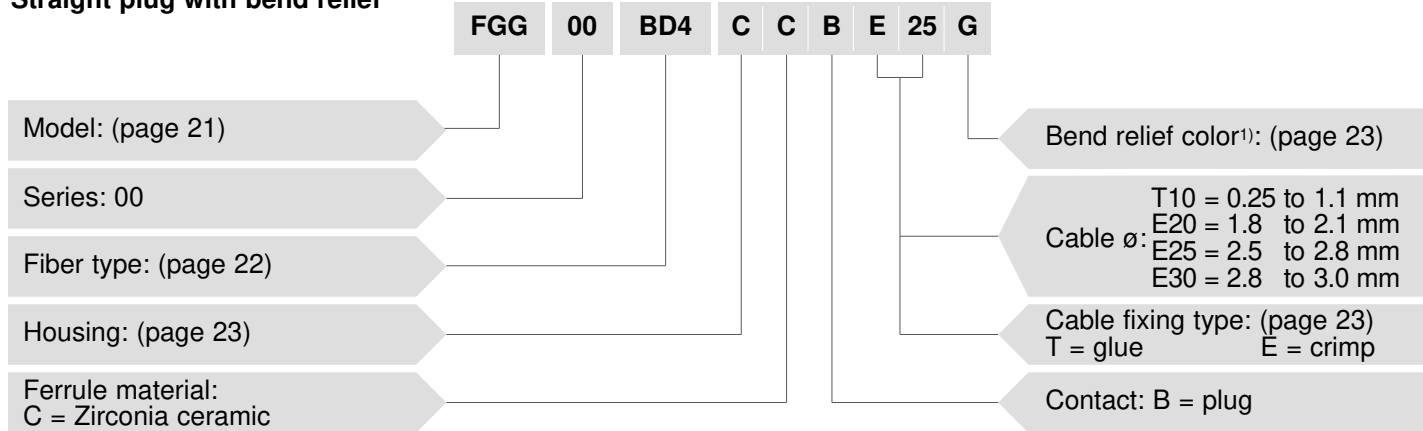 Straight plug with bend relief
FGG 00 BD4 C C B E 25 G
Model: (page 21)
Series: 00
Fiber type: (page 22)
Housing: (page 23)
Ferrule material:
C = Zirconia ceramic
Bend relief color1): (page 23)
Cable ø:
T10 = 0.25 to 1.1 mm
E20 = 1.8 to 2.1 mm
E25 = 2.5 to 2.8 mm
E30 = 2.8 to 3.0 mm
Cable fixing type: (page 23)
T = glue E = crimp
Contact: B = plug